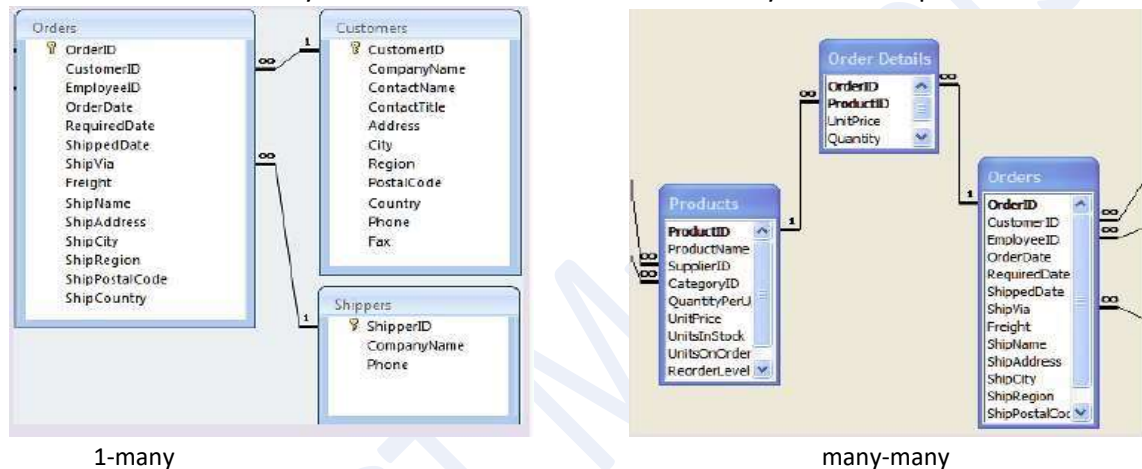 Orders
OrderID
CustomerID
EmployeeID
OrderDate
RequiredDate
ShippedDate
ShipVia
Freight
ShipName
ShipAddress
ShipCity
ShipRegion
ShipPostalCode
ShipCountry
∞
1
∞
1
Customers
CustomerID
CompanyName
ContactName
ContactTitle
Address
City
Region
PostalCode
Country
Phone
Fax
Shippers
ShipperID
CompanyName
Phone
1-many
Order Details
OrderID
ProductID
UnitPrice
Quantity
∞
∞
1
1
Products
ProductID
ProductName
SupplierID
CategoryID
QuantityPerU
UnitPrice
UnitsInStock
UnitsOnOrder
ReorderLevel
∞
∞
Orders
OrderID
CustomerID
EmployeeID
OrderDate
RequiredDate
ShippedDate
ShipVia
Freight
ShipName
ShipAddress
ShipCity
ShipRegion
ShipPostalCoc
∞
∞
∞
many-many